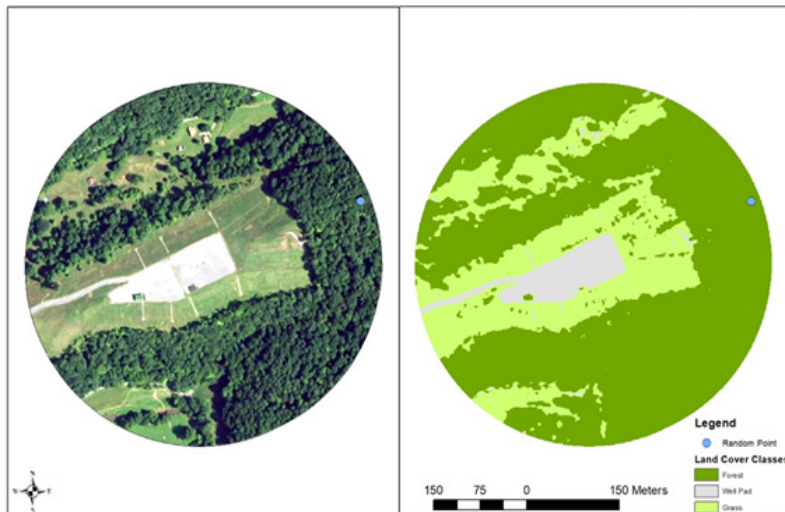 N
W E
S
Legend
Random Point
Land Cover Classes
Forest
Well Pad
Grass
150 75 0 150 Meters